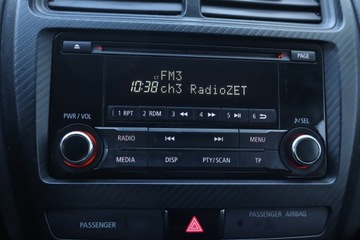 PAGE
FM3
10:38 ch3 RadioZET
1 RPT 2 RDM 3 ◀◀ 4 ▶▶ 5 ▶|| 6 ↩
PWR / VOL ♪/SEL
RADIO |◀◀ ▶▶| MENU
MEDIA DISP PTY/SCAN TP
PASSENGER PASSENGER AIRBAG